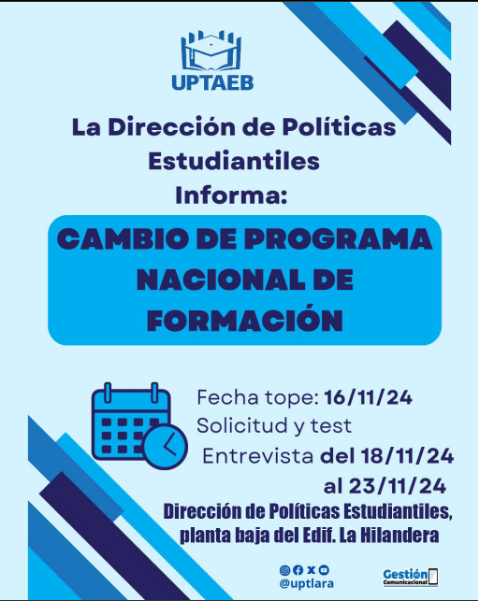 UPTAEB
La Dirección de Políticas
Estudiantiles
Informa:
CAMBIO DE PROGRAMA
NACIONAL DE
FORMACIÓN
Fecha tope: 16/11/24
Solicitud y test
Entrevista del 18/11/24
al 23/11/24
Dirección de Políticas Estudiantiles,
planta baja del Edif. La Hilandera
@uptlara
Gestión
Comunicacional